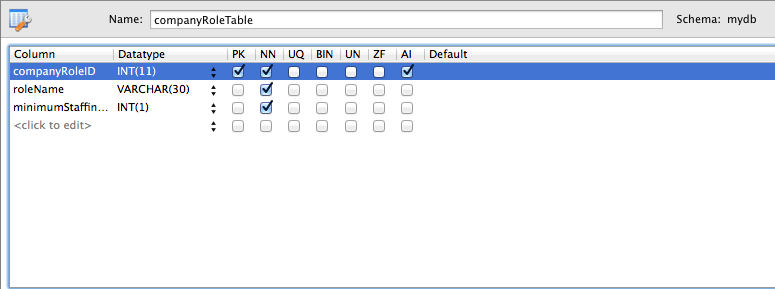 Name: companyRoleTable Schema: mydb
Column Datatype PK NN UQ BIN UN ZF AI Default
companyRoleID INT(11)
roleName VARCHAR(30)
minimumStaffin... INT(1)
<click to edit>